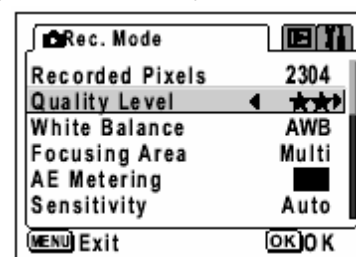 Rec. Mode
Recorded Pixels 2304
Quality Level ★★
White Balance AWB
Focusing Area Multi
AE Metering
Sensitivity Auto
MENU Exit OK OK